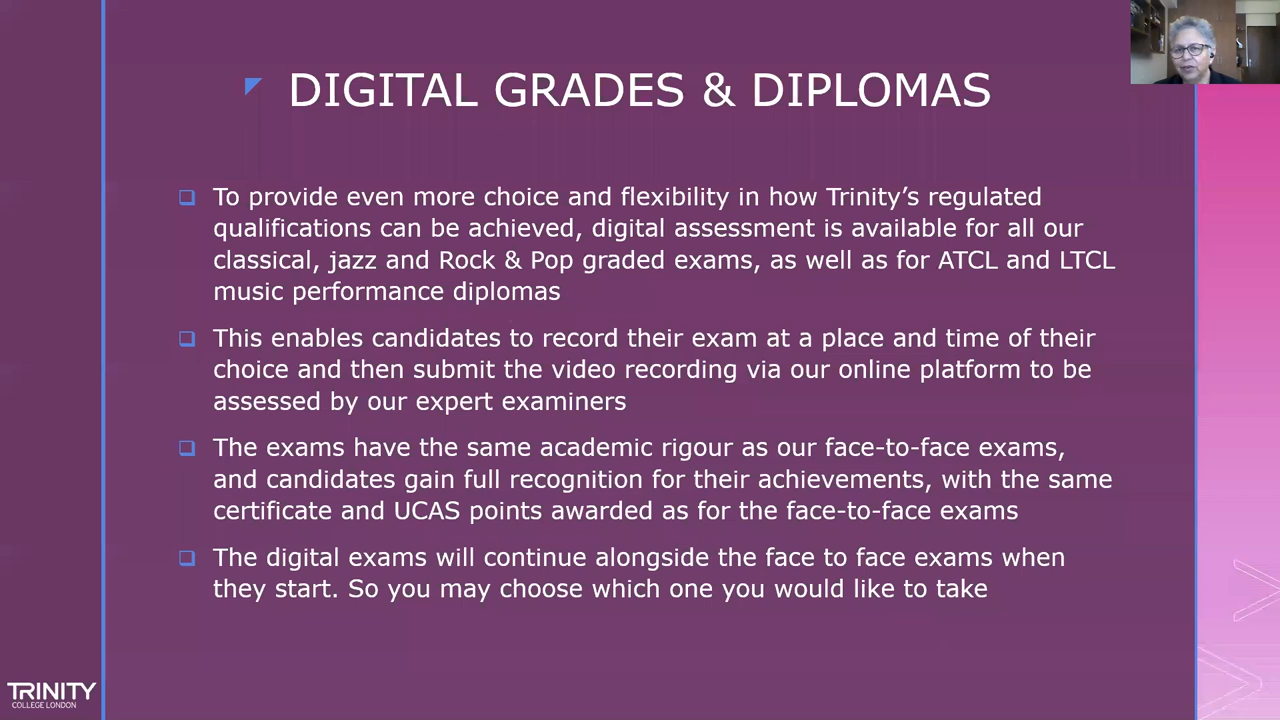 DIGITAL GRADES & DIPLOMAS
To provide even more choice and flexibility in how Trinity’s regulated
qualifications can be achieved, digital assessment is available for all our
classical, jazz and Rock & Pop graded exams, as well as for ATCL and LTCL
music performance diplomas
This enables candidates to record their exam at a place and time of their
choice and then submit the video recording via our online platform to be
assessed by our expert examiners
The exams have the same academic rigour as our face-to-face exams,
and candidates gain full recognition for their achievements, with the same
certificate and UCAS points awarded as for the face-to-face exams
The digital exams will continue alongside the face to face exams when
they start. So you may choose which one you would like to take
TRINITY
COLLEGE LONDON